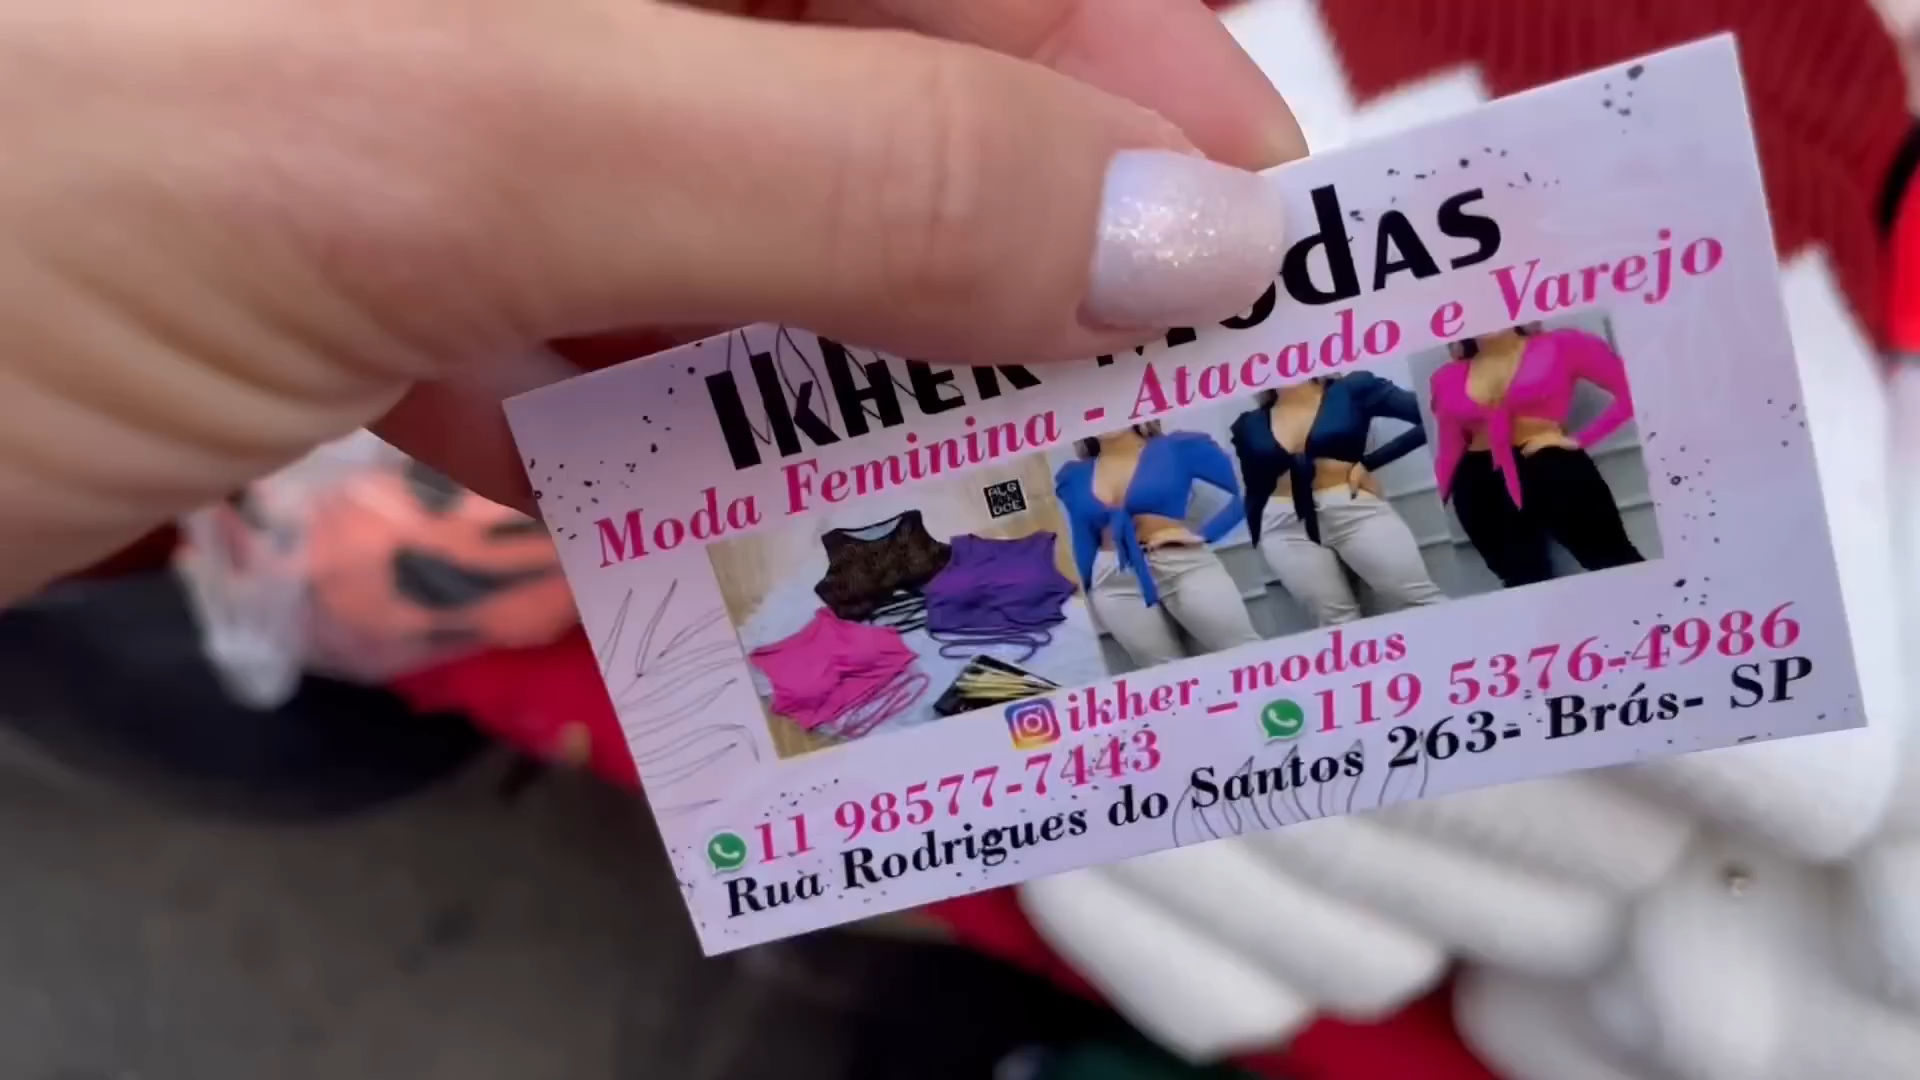 Ikher Modas
Moda Feminina - Atacado e Varejo
ikher_modas
11 98577-7443
119 5376-4986
Rua Rodrigues do Santos 263- Brás- SP